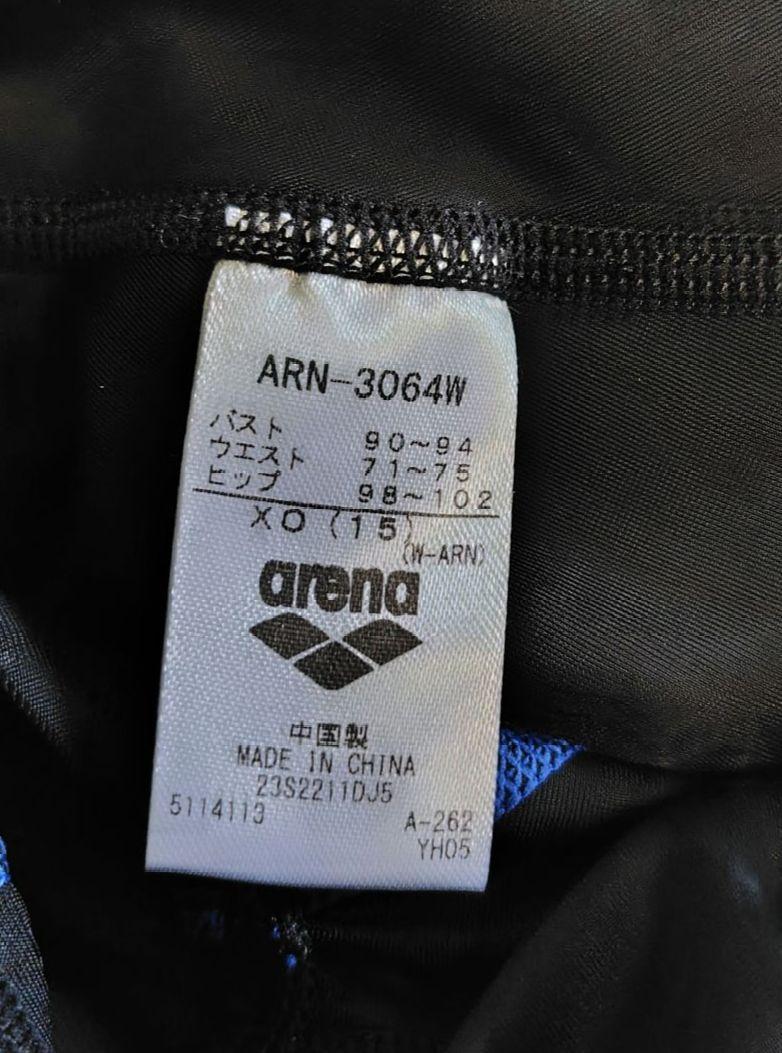 ARN-3064W
バスト 90~94
ウエスト 71~75
ヒップ 98~102
XO (15)
(W-ARN)
arena
中国製
MADE IN CHINA
23S2211DJ5
5114113 A-262
YH05